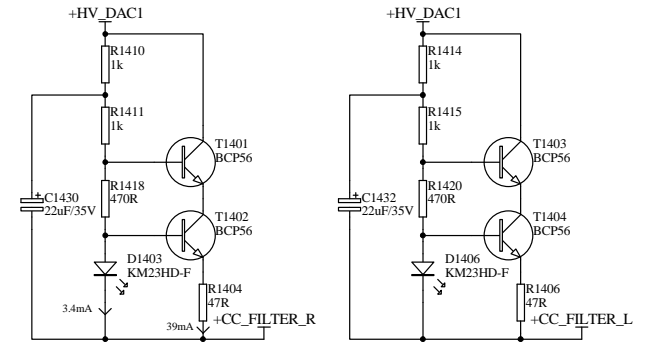 +HV_DAC1
R1410
1k
R1411
1k
T1401
BCP56
R1418
470R
C1430
22uF/35V
T1402
BCP56
D1403
KM23HD-F
R1404
47R
3.4mA
39mA
+CC_FILTER_R
+HV_DAC1
R1414
1k
R1415
1k
T1403
BCP56
R1420
470R
C1432
22uF/35V
T1404
BCP56
D1406
KM23HD-F
R1406
47R
+CC_FILTER_L